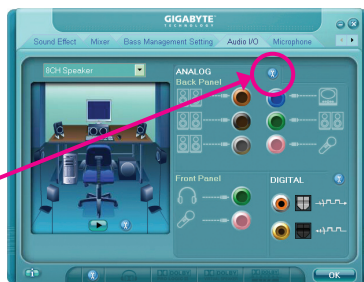 GIGABYTE
TECHNOLOGY
Sound Effect Mixer Bass Management Setting Audio I/O Microphone
8CH Speaker
ANALOG
Back Panel
Front Panel
DIGITAL
OK